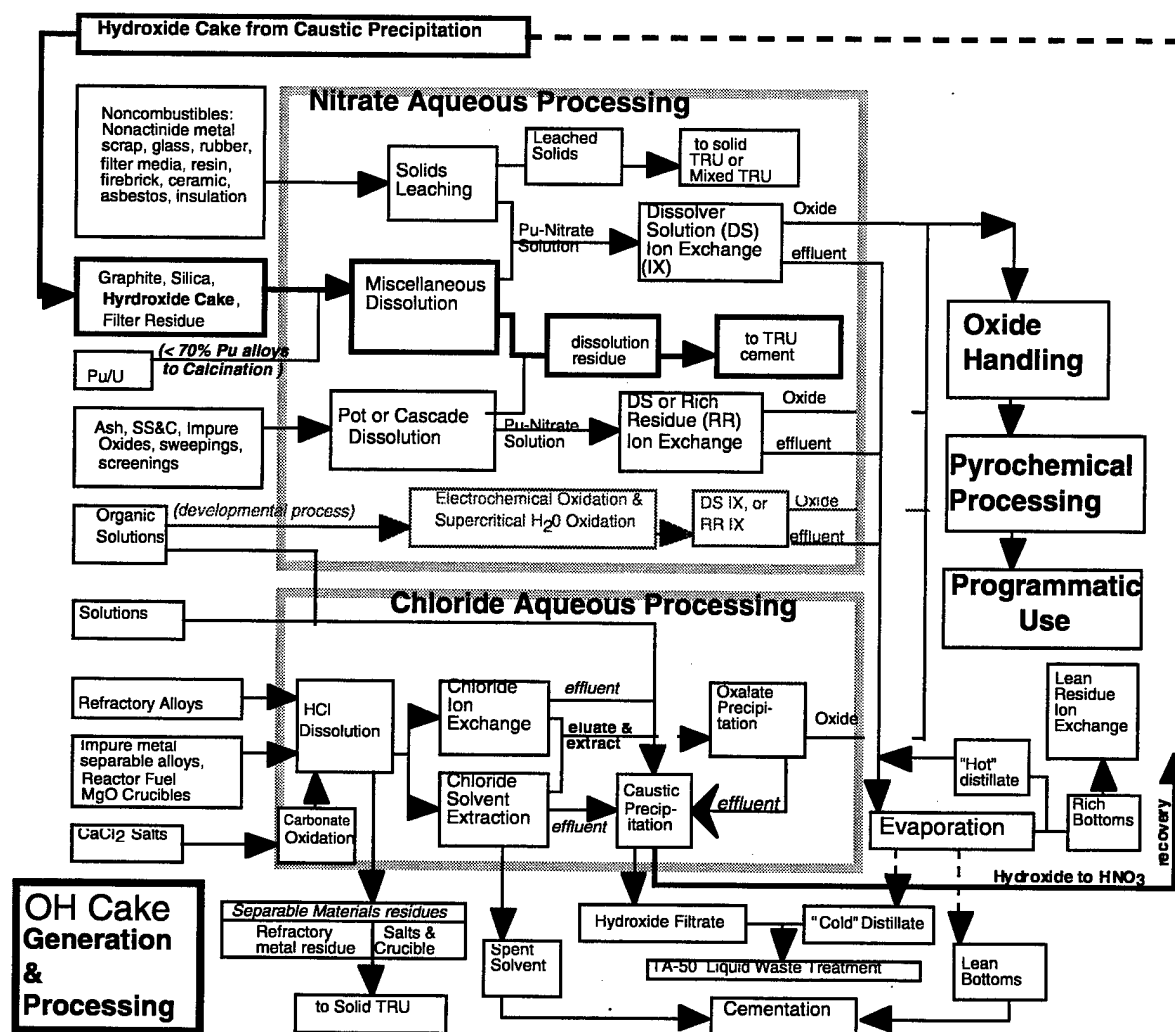 Hydroxide Cake from Caustic Precipitation
Nitrate Aqueous Processing
Noncombustibles:
Nonactinide metal
scrap, glass, rubber,
filter media, resin,
firebrick, ceramic,
asbestos, insulation
Solids
Leaching
Leached
Solids
to solid
TRU or
Mixed TRU
Pu-Nitrate
Solution
Dissolver
Solution (DS)
Ion Exchange
(IX)
Oxide
effluent
Graphite, Silica,
Hyrdroxide Cake,
Filter Residue
Miscellaneous
Dissolution
dissolution
residue
to TRU
cement
Oxide
Handling
Pu/U
(< 70% Pu alloys
to Calcination )
Ash, SS&C, Impure
Oxides, sweepings,
screenings
Pot or Cascade
Dissolution
Pu-Nitrate
Solution
DS or Rich
Residue (RR)
Ion Exchange
Oxide
effluent
Pyrochemical
Processing
Organic
Solutions
(developmental process)
Electrochemical Oxidation &
Supercritical H20 Oxidation
DS IX, or
RR IX
Oxide
effluent
Programmatic
Use
Chloride Aqueous Processing
Solutions
Refractory Alloys
HCl
Dissolution
Chloride
Ion
Exchange
effluent
eluate &
extract
Oxalate
Precipi-
tation
Oxide
Lean
Residue
Ion
Exchange
Impure metal
separable alloys,
Reactor Fuel
MgO Crucibles
Chloride
Solvent
Extraction
effluent
Caustic
Precip-
itation
effluent
"Hot"
distillate
Rich
Bottoms
recovery
CaCl2 Salts
Carbonate
Oxidation
Evaporation
Hydroxide to HNO3
OH Cake
Generation
&
Processing
Separable Materials residues
Refractory
metal residue
Salts &
Crucible
to Solid TRU
Spent
Solvent
Hydroxide Filtrate
"Cold" Distillate
TA-50 Liquid Waste Treatment
Lean
Bottoms
Cementation